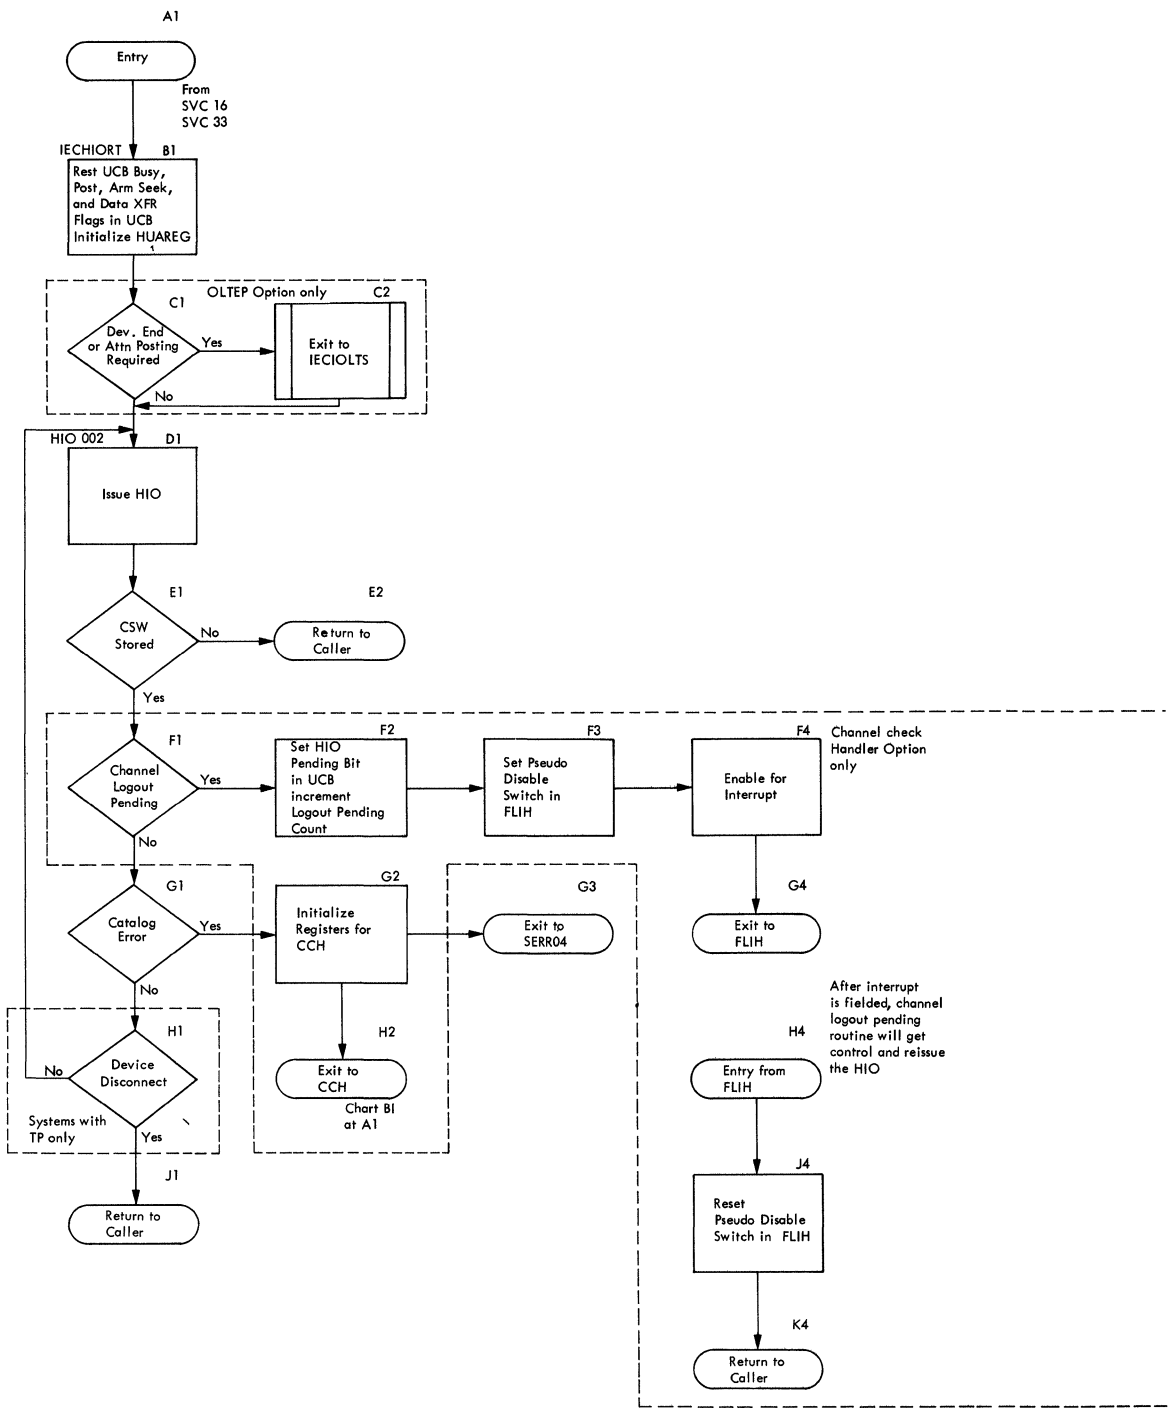 A1
Entry
From
SVC 16
SVC 33
IECHIORT
B1
Rest UCB Busy,
Post, Arm Seek,
and Data XFR
Flags in UCB
Initialize HUAREG
OLTEP Option only
C1
C2
Dev. End
or Attn Posting
Required
Yes
Exit to
IECIOLTS
No
HIO 002
D1
Issue HIO
E1
E2
CSW
Stored
No
Return to
Caller
Yes
F1
F2
F3
F4
Channel check
Handler Option
only
Channel
Logout
Pending
Yes
Set HIO
Pending Bit
in UCB
increment
Logout Pending
Count
Set Pseudo
Disable
Switch in
FLIH
Enable for
Interrupt
No
G1
G2
G3
G4
Catalog
Error
Yes
Initialize
Registers for
CCH
Exit to
SERR04
Exit to
FLIH
No
After interrupt
is fielded, channel
logout pending
routine will get
control and reissue
the HIO
H1
H2
H4
Device
Disconnect
No
Exit to
CCH
Entry from
FLIH
Chart BI
at A1
Systems with
TP only
Yes
J1
J4
Return to
Caller
Reset
Pseudo Disable
Switch in FLIH
K4
Return to
Caller